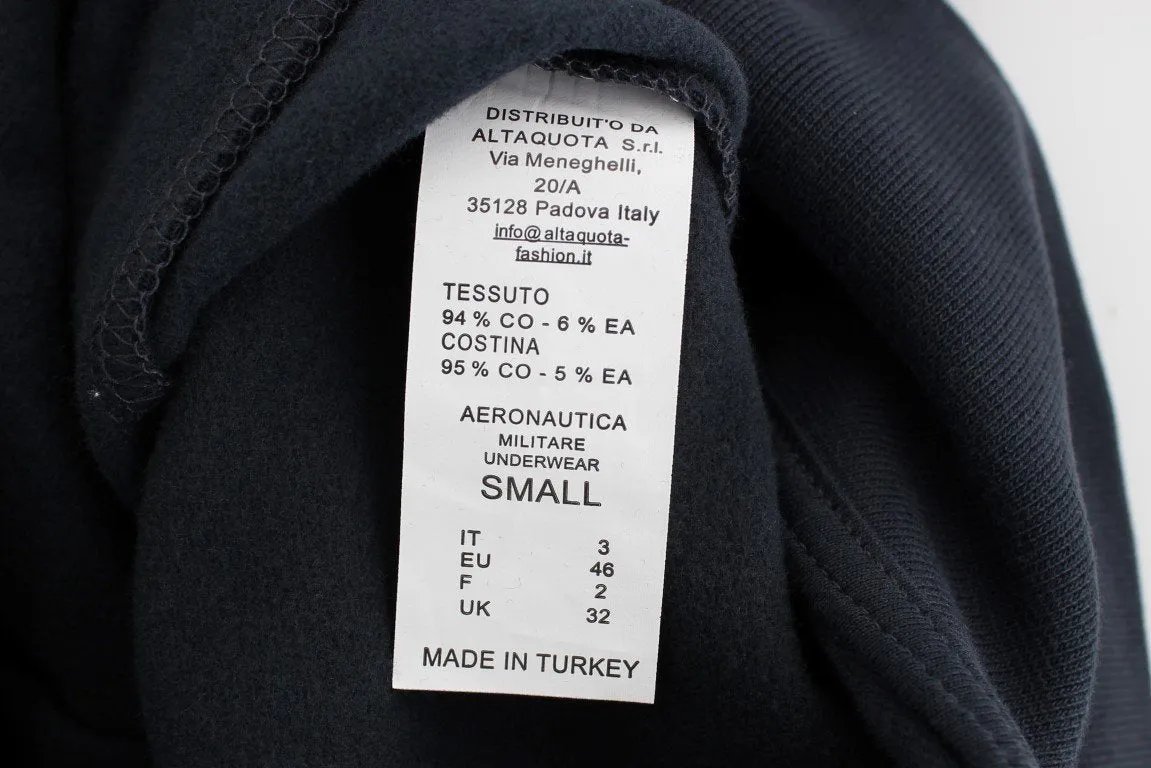 DISTRIBUIT'O DA
ALTAQUOTA S.r.l.
Via Meneghelli,
20/A
35128 Padova Italy
info@altaquota-
fashion.it
TESSUTO
94 % CO - 6 % EA
COSTINA
95 % CO - 5 % EA
AERONAUTICA
MILITARE
UNDERWEAR
SMALL
IT 3
EU 46
F 2
UK 32
MADE IN TURKEY